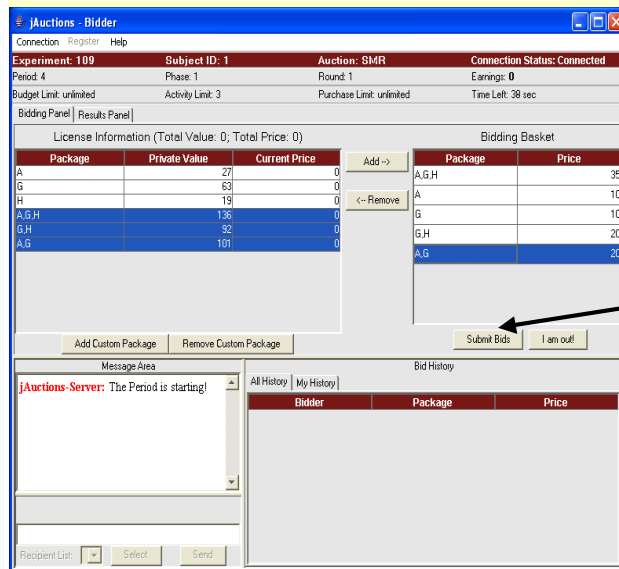 jAuctions - Bidder
Connection Register Help
Experiment: 109 Subject ID: 1 Auction: SMR Connection Status: Connected
Period: 4 Phase: 1 Round: 1 Earnings: 0
Budget Limit: unlimited Activity Limit: 3 Purchase Limit: unlimited Time Left: 38 sec
Bidding Panel Results Panel
License Information (Total Value: 0; Total Price: 0) Bidding Basket
Package Private Value Current Price Add --> Package Price
A 27 0 A,G,H 35
G 63 0
H 19 0 <-- Remove A 10
A,G,H 136 0 G 10
G,H 92 0 G,H 20
A,G 101 0 A,G 20
Add Custom Package Remove Custom Package Submit Bids I am out!
Message Area Bid History
jAuctions-Server: The Period is starting! All History My History
Bidder Package Price
Recipient List: Select Send